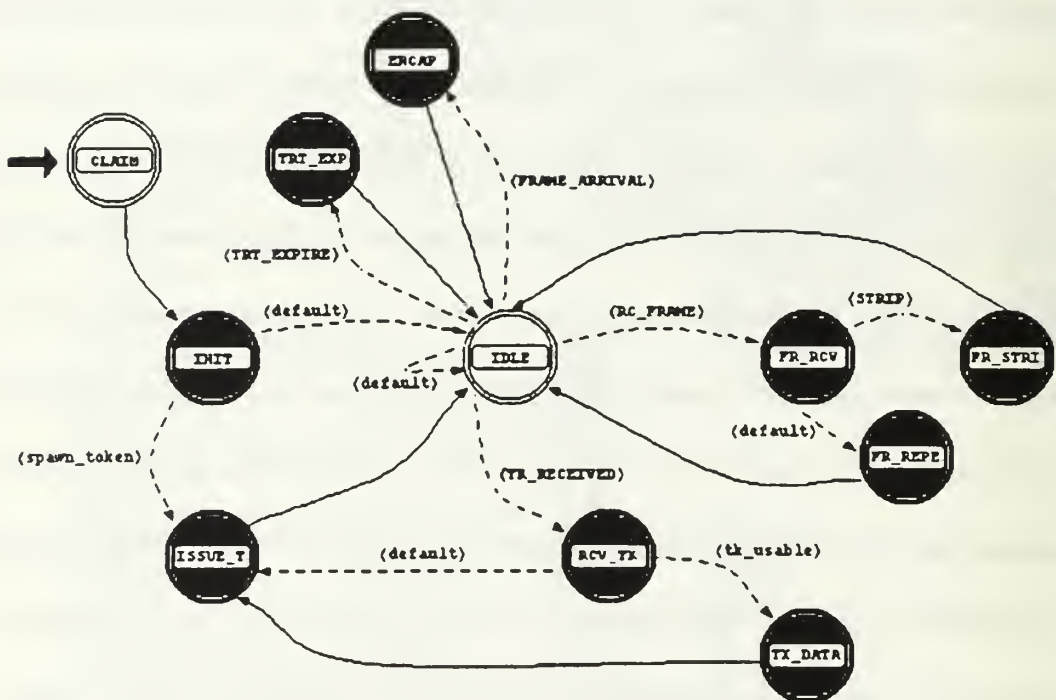 ERCAP
CLAIM
TRT_EXP
(FRAME_ARRIVAL)
(TRT_EXPIRE)
(default)
(RC_FRAME)
(STRIP)
INIT
IDLE
FR_RCV
FR_STRI
(default)
(default)
(spawn_token)
FR_REPE
(TK_RECEIVED)
ISSUE_T
(default)
RCV_TK
(tk_usable)
TX_DATA